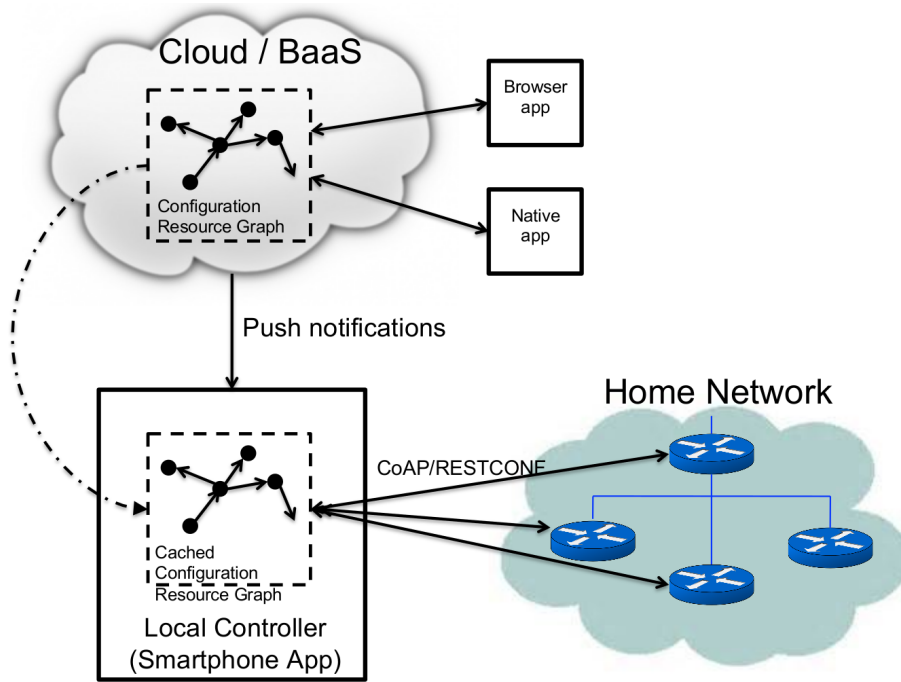 Cloud / BaaS
Configuration
Resource Graph
Browser
app
Native
app
Push notifications
Home Network
CoAP/RESTCONF
Cached
Configuration
Resource Graph
Local Controller
(Smartphone App)